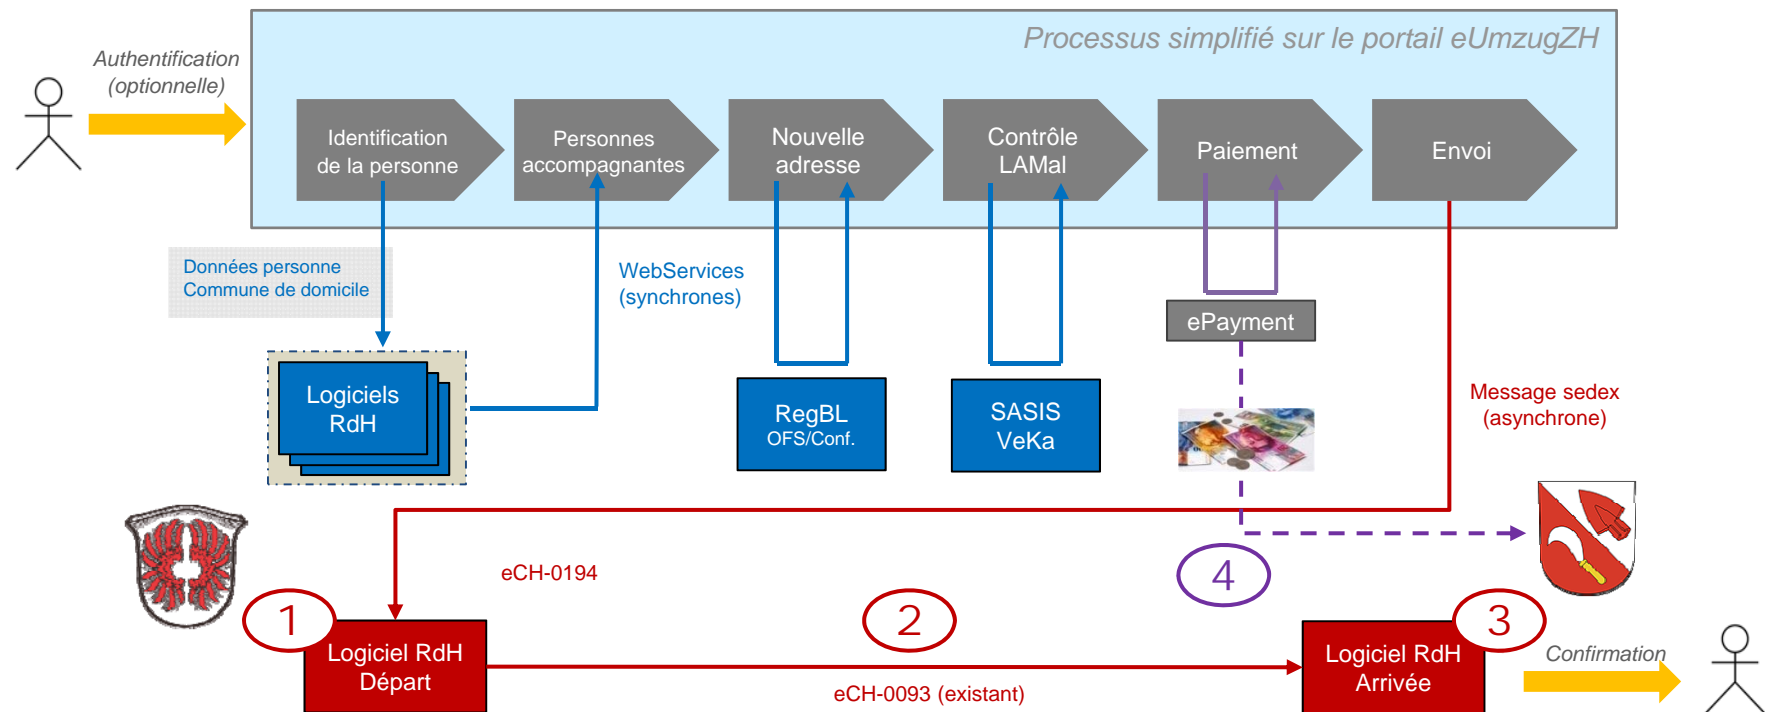 Processus simplifié sur le portail eUmzugZH
Authentification
(optionnelle)
Identification
de la personne
Personnes
accompagnantes
Nouvelle
adresse
Contrôle
LAMal
Paiement
Envoi
Données personne
Commune de domicile
WebServices
(synchrones)
ePayment
Logiciels
RdH
RegBL
OFS/Conf.
SASIS
VeKa
Message sedex
(asynchrone)
eCH-0194
1
2
4
3
Logiciel RdH
Départ
eCH-0093 (existant)
Logiciel RdH
Arrivée
Confirmation